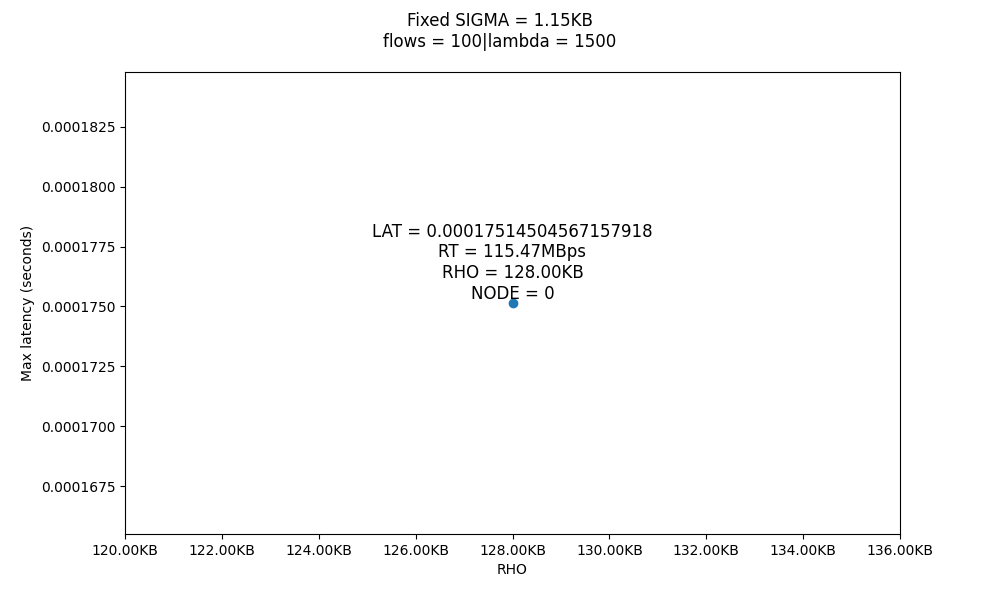 Fixed SIGMA = 1.15KB
flows = 100|lambda = 1500
0.0001825
0.0001800
0.0001775
0.0001750
0.0001725
0.0001700
0.0001675
Max latency (seconds)
LAT = 0.00017514504567157918
RT = 115.47MBps
RHO = 128.00KB
NODE = 0
120.00KB 122.00KB 124.00KB 126.00KB 128.00KB 130.00KB 132.00KB 134.00KB 136.00KB
RHO